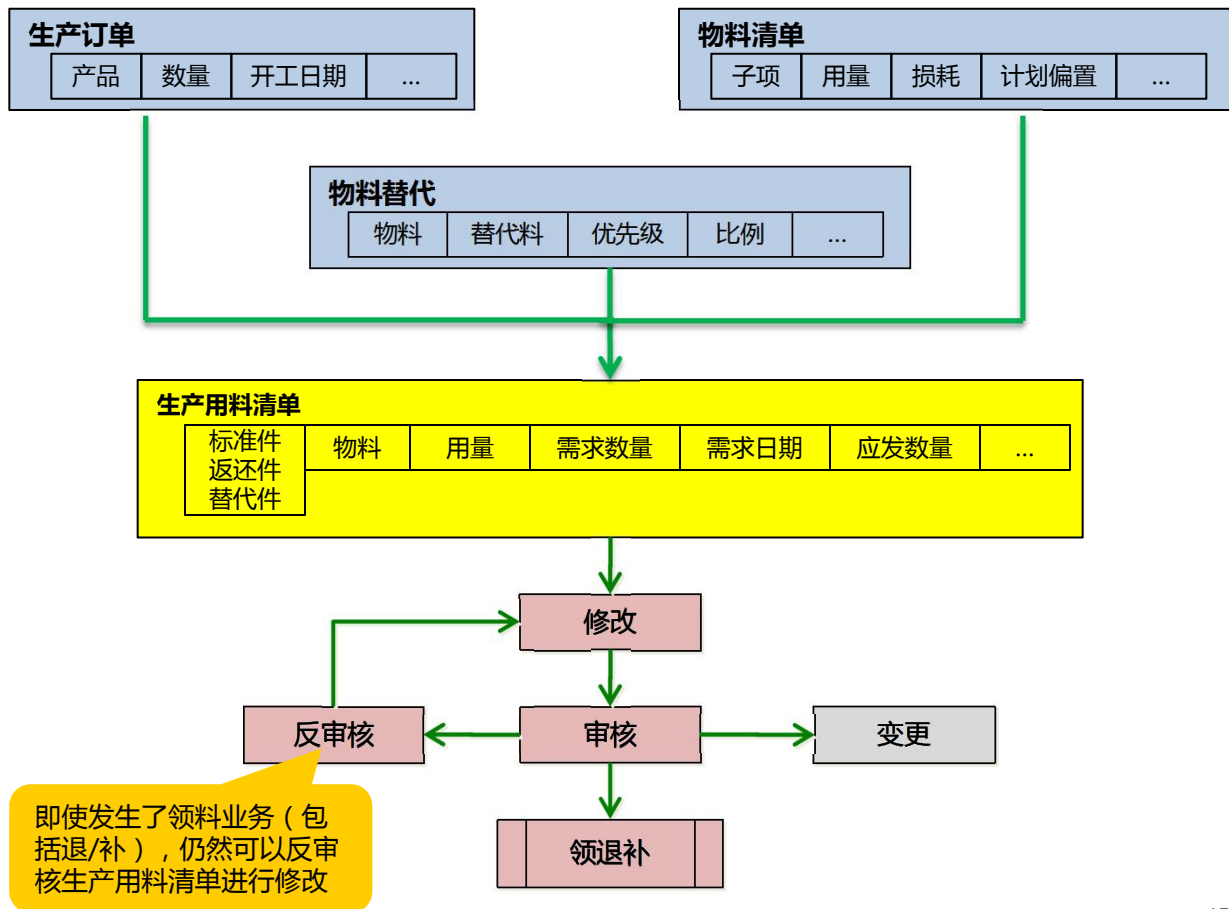 生产订单
产品 数量 开工日期 ...
物料清单
子项 用量 损耗 计划偏置 ...
物料替代
物料 替代料 优先级 比例 ...
生产用料清单
标准件 物料 用量 需求数量 需求日期 应发数量 ...
返还件
替代件
修改
反审核 审核 变更
即使发生了领料业务（包
括退/补），仍然可以反审
核生产用料清单进行修改
领退补